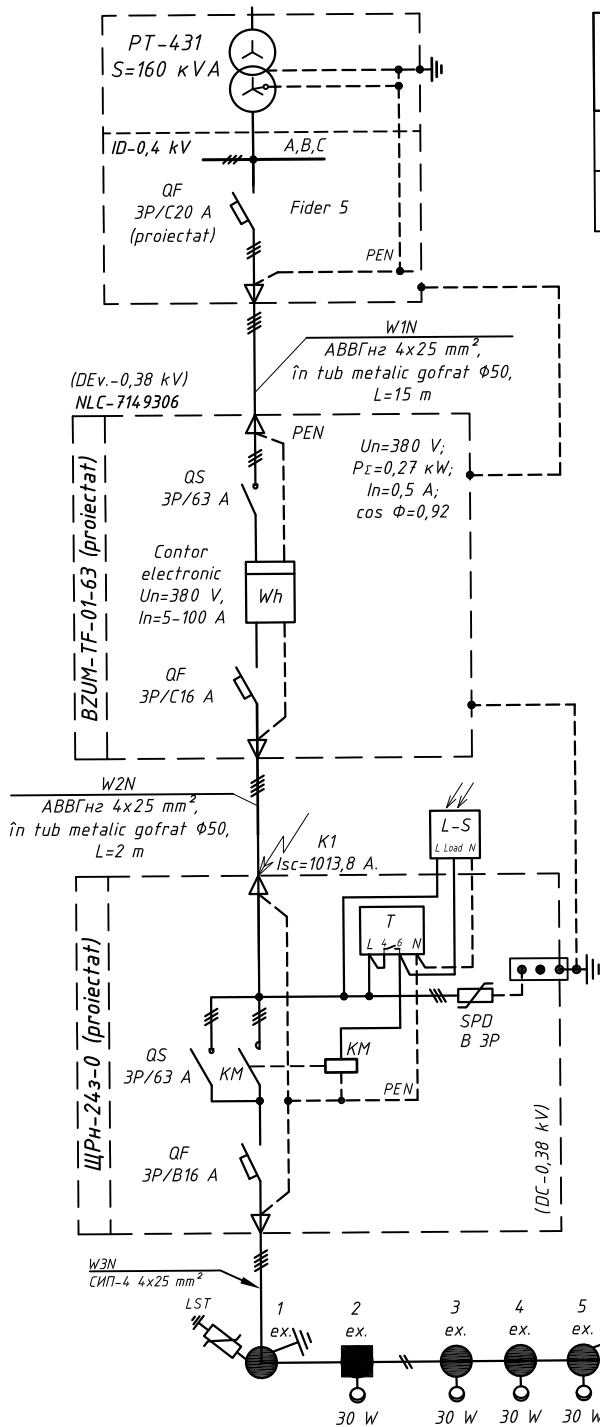 PT-431
S=160 кVA
ID-0,4 kV
A,B,C
QF
3P/C20 A
(proiectat)
Fider 5
PEN
W1N
АВВГнг 4x25 mm²,
în tub metalic gofrat Φ50,
L=15 m
(DEv.-0,38 kV)
NLC-7149306
BZUM-TF-01-63 (proiectat)
PEN
Un=380 V;
PΣ=0,27 кW;
In=0,5 A;
cos Φ=0,92
QS
3P/63 A
Contor
electronic
Un=380 V,
In=5-100 A
Wh
QF
3P/C16 A
W2N
АВВГнг 4x25 mm²,
în tub metalic gofrat Φ50,
L=2 m
K1
Isc=1013,8 A.
L-S
L Load N
T
L 4 6 N
ЩРн-24з-0 (proiectat)
SPD
B 3P
QS
3P/63 A
KM
KM
PEN
QF
3P/B16 A
(DC-0,38 kV)
W3N
СИП-4 4x25 mm²
LST
1
ex.
2
ex.
3
ex.
4
ex.
5
ex.
30 W
30 W
30 W
30 W